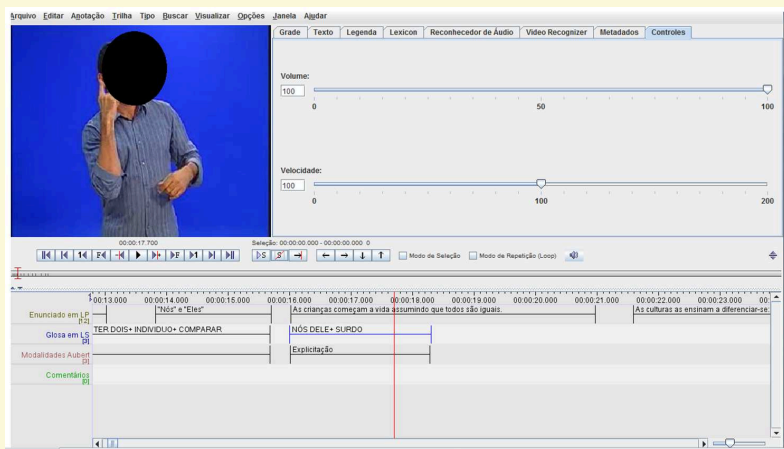 Arquivo Editar Anotação Trilha Tipo Buscar Visualizar Opções Janela Ajudar
Grade Texto Legenda Lexicon Reconhecedor de Áudio Video Recognizer Metadados Controles
Volume:
100
0 50 100
Velocidade:
100
0 100 200
00:00:17.700
Seleção: 00:00:00.000 - 00:00:00.000 0
Modo de Seleção Modo de Repetição (Loop)
00:00:13.000 00:00:14.000 00:00:15.000 00:00:16.000 00:00:17.000 00:00:18.000 00:00:19.000 00:00:20.000 00:00:21.000 00:00:22.000 00:00:23.000 00:
Enunciado em LP "Nós" e "Eles" As crianças começam a vida assumindo que todos são iguais. As culturas as ensinam a diferenciar-se:
[12]
Glosa em LS TER DOIS+ INDIVIDUO+ COMPARAR NÓS DELE+ SURDO
Modalidades Aubert Explicitação
Comentários
[0]